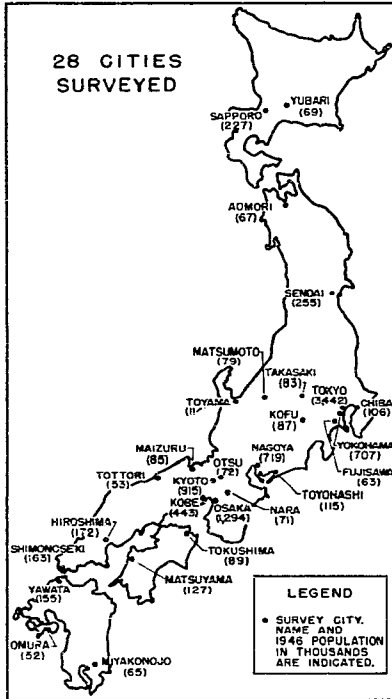 28 CITIES
SURVEYED
YUBARI
(69)
SAPPORO
(227)
AOMORI
(67)
SENDAI
(255)
MATSUMOTO
(79)
TAKASAKI
(83)
TOYAMA
TOKYO
(3,442)
CHIBA
(106)
KOFU
(87)
YOKOHAMA
(707)
FUJISAWA
(63)
MAIZURU
(85)
OTSU
(72)
NAGOYA
(719)
TOTTORI
(53)
KYOTO
(915)
TOYOHASHI
(115)
KOBE
(443)
OSAKA
(1,294)
NARA
(71)
HIROSHIMA
(172)
TOKUSHIMA
(89)
SHIMONOSEKI
(163)
MATSUYAMA
(127)
YAWATA
(155)
OMURA
(52)
MIYAKONOJO
(65)
LEGEND
• SURVEY CITY.
NAME AND
1946 POPULATION
IN THOUSANDS
ARE INDICATED.